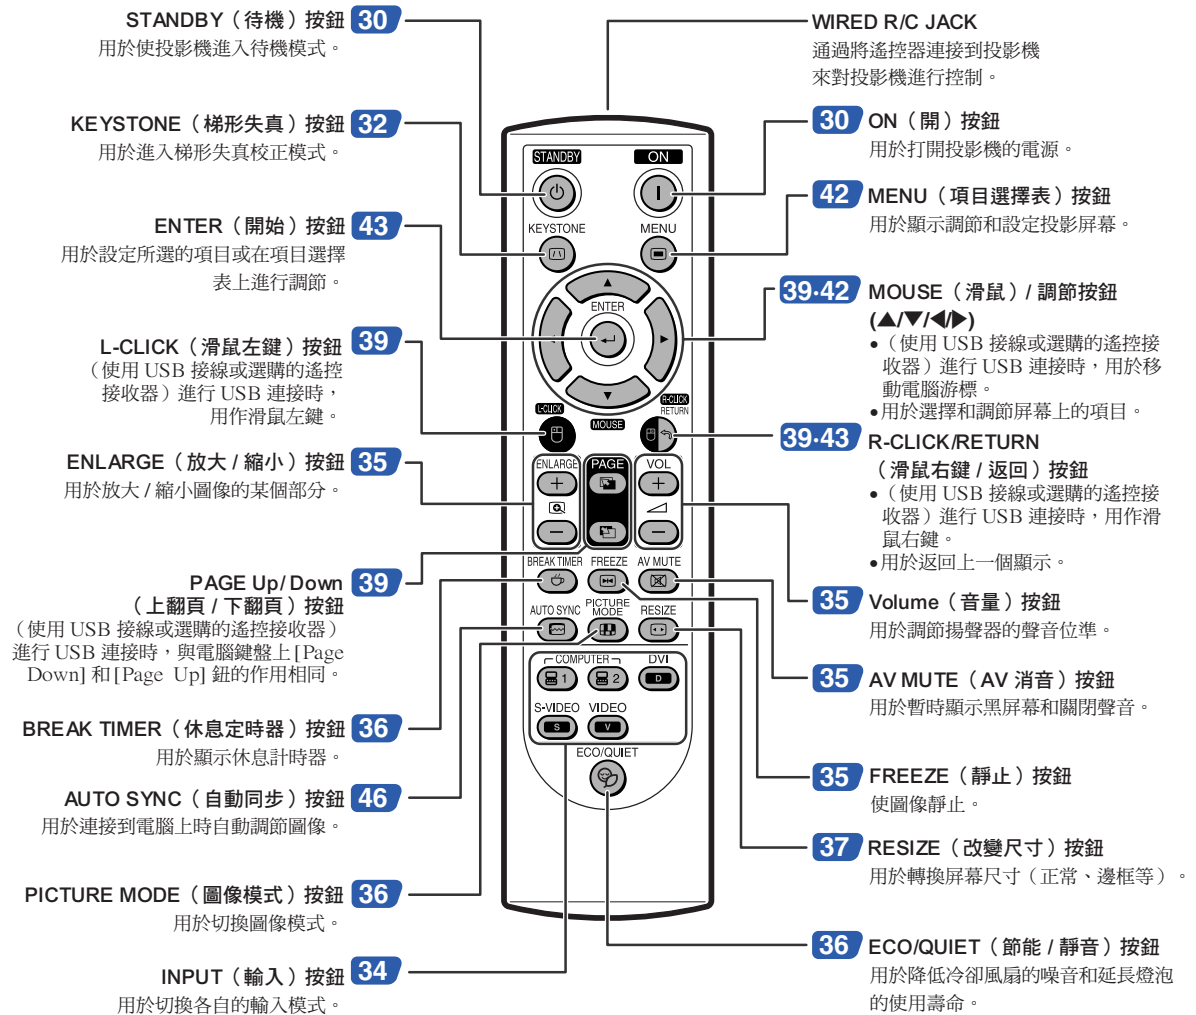 STANDBY（待機）按鈕 30
用於使投影機進入待機模式。
KEYSTONE（梯形失真）按鈕 32
用於進入梯形失真校正模式。
ENTER（開始）按鈕 43
用於設定所選的項目或在項目選擇
表上進行調節。
L-CLICK（滑鼠左鍵）按鈕 39
（使用 USB 接線或選購的遙控
接收器）進行 USB 連接時，
用作滑鼠左鍵。
ENLARGE（放大 / 縮小）按鈕 35
用於放大 / 縮小圖像的某個部分。
PAGE Up/ Down 39
（上翻頁 / 下翻頁）按鈕
（使用 USB 接線或選購的遙控接收器）
進行 USB 連接時，與電腦鍵盤上 [Page
Down] 和 [Page Up] 鈕的作用相同。
BREAK TIMER（休息定時器）按鈕 36
用於顯示休息計時器。
AUTO SYNC（自動同步）按鈕 46
用於連接到電腦上時自動調節圖像。
PICTURE MODE（圖像模式）按鈕 36
用於切換圖像模式。
INPUT（輸入）按鈕 34
用於切換各自的輸入模式。
STANDBY
ON
KEYSTONE
MENU
ENTER
L-CLICK
R-CLICK
RETURN
MOUSE
ENLARGE
PAGE
VOL
BREAK TIMER
FREEZE
AV MUTE
AUTO SYNC
PICTURE
MODE
RESIZE
COMPUTER
DVI
1
2
D
S-VIDEO
VIDEO
S
V
ECO/QUIET
WIRED R/C JACK
通過將遙控器連接到投影機
來對投影機進行控制。
30 ON（開）按鈕
用於打開投影機的電源。
42 MENU（項目選擇表）按鈕
用於顯示調節和設定投影屏幕。
39·42 MOUSE（滑鼠）/ 調節按鈕
(▲/▼/◀/▶)
•（使用 USB 接線或選購的遙控接
收器）進行 USB 連接時，用於移
動電腦游標。
•用於選擇和調節屏幕上的項目。
39·43 R-CLICK/RETURN
（滑鼠右鍵 / 返回）按鈕
•（使用 USB 接線或選購的遙控接
收器）進行 USB 連接時，用作滑
鼠右鍵。
•用於返回上一個顯示。
35 Volume（音量）按鈕
用於調節揚聲器的聲音位準。
35 AV MUTE（AV 消音）按鈕
用於暫時顯示黑屏幕和關閉聲音。
35 FREEZE（靜止）按鈕
使圖像靜止。
37 RESIZE（改變尺寸）按鈕
用於轉換屏幕尺寸（正常、邊框等）。
36 ECO/QUIET（節能 / 靜音）按鈕
用於降低冷卻風扇的噪音和延長燈泡
的使用壽命。